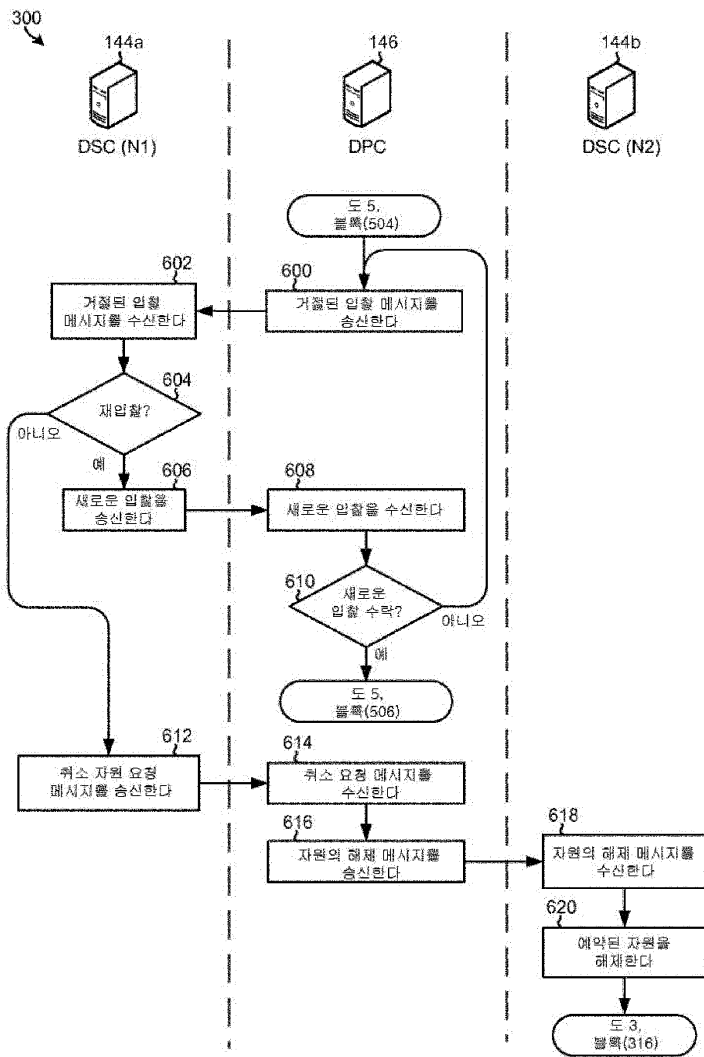 300
144a
146
144b
DSC (N1)
DPC
DSC (N2)
도 5,
블록(504)
602
600
거절된 입찰
메시지를 수신한다
거절된 입찰 메시지를
송신한다
604
재입찰?
아니오
예
606
608
새로운 입찰을
송신한다
새로운 입찰을 수신한다
610
새로운
입찰 수락?
아니오
예
도 5,
블록(506)
612
614
취소 자원 요청
메시지를 송신한다
취소 요청 메시지를
수신한다
616
618
자원의 해제 메시지를
송신한다
자원의 해제 메시지를
수신한다
620
예약된 자원을
해제한다
도 3,
블록(316)